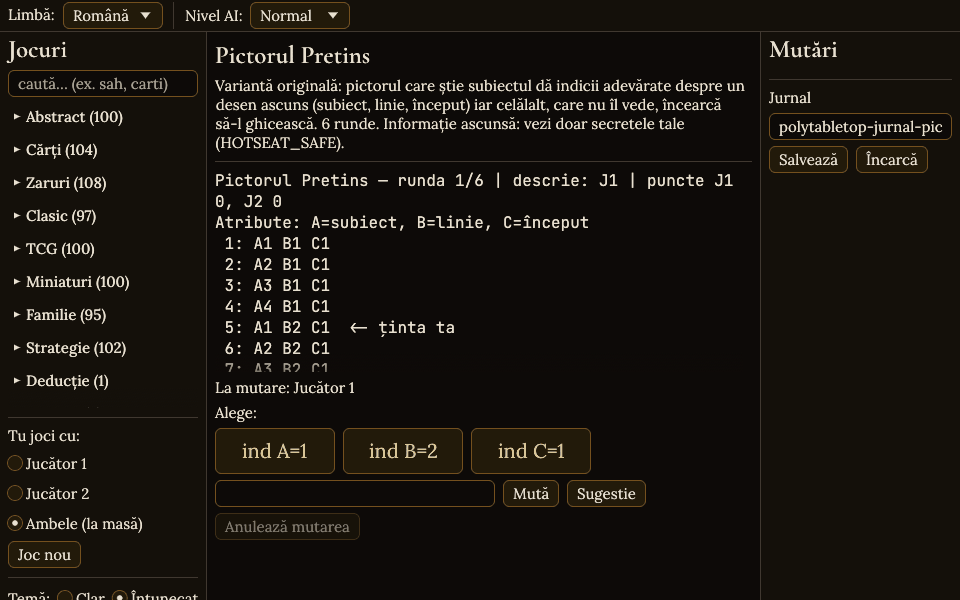 Limbă: Română ▼ Nivel AI: Normal ▼
Jocuri
caută... (ex. sah, carti)
▸ Abstract (100)
▸ Cărți (104)
▸ Zaruri (108)
▸ Clasic (97)
▸ TCG (100)
▸ Miniaturi (100)
▸ Familie (95)
▸ Strategie (102)
▸ Deducție (1)
Tu joci cu:
Jucător 1
Jucător 2
Ambele (la masă)
Joc nou
Temă: Clar Întunecat
Pictorul Pretins
Variantă originală: pictorul care știe subiectul dă indicii adevărate despre un
desen ascuns (subiect, linie, început) iar celălalt, care nu îl vede, încearcă
să-l ghicească. 6 runde. Informație ascunsă: vezi doar secretele tale
(HOTSEAT_SAFE).
Pictorul Pretins — runda 1/6 | descrie: J1 | puncte J1
0, J2 0
Atribute: A=subiect, B=linie, C=început
1: A1 B1 C1
2: A2 B1 C1
3: A3 B1 C1
4: A4 B1 C1
5: A1 B2 C1 ← ținta ta
6: A2 B2 C1
7: A3 B2 C1
La mutare: Jucător 1
Alege:
ind A=1 ind B=2 ind C=1
Mută Sugestie
Anulează mutarea
Mutări
Jurnal
polytabletop-jurnal-pic
Salvează Încarcă